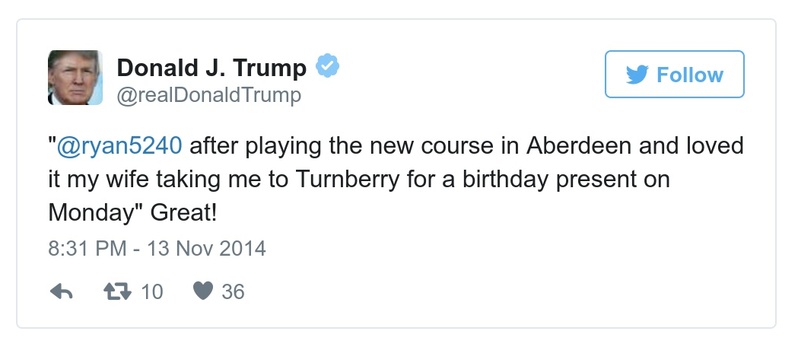 Donald J. Trump
@realDonaldTrump
Follow
"@ryan5240 after playing the new course in Aberdeen and loved
it my wife taking me to Turnberry for a birthday present on
Monday" Great!
8:31 PM - 13 Nov 2014
10 36